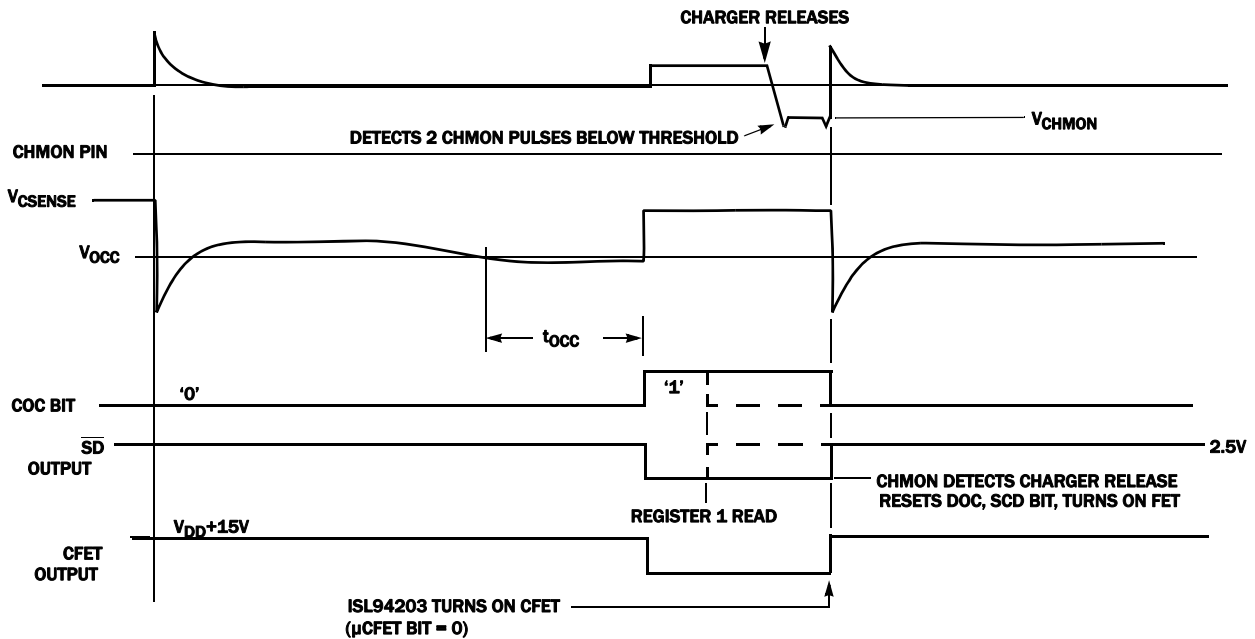 CHARGER RELEASES
DETECTS 2 CHMON PULSES BELOW THRESHOLD
VCHMON
CHMON PIN
VCSENSE
VOCC
tOCC
COC BIT
‘0’
‘1’
SD
OUTPUT
2.5V
CHMON DETECTS CHARGER RELEASE
RESETS DOC, SCD BIT, TURNS ON FET
REGISTER 1 READ
VDD+15V
CFET
OUTPUT
ISL94203 TURNS ON CFET
(µCFET BIT = 0)